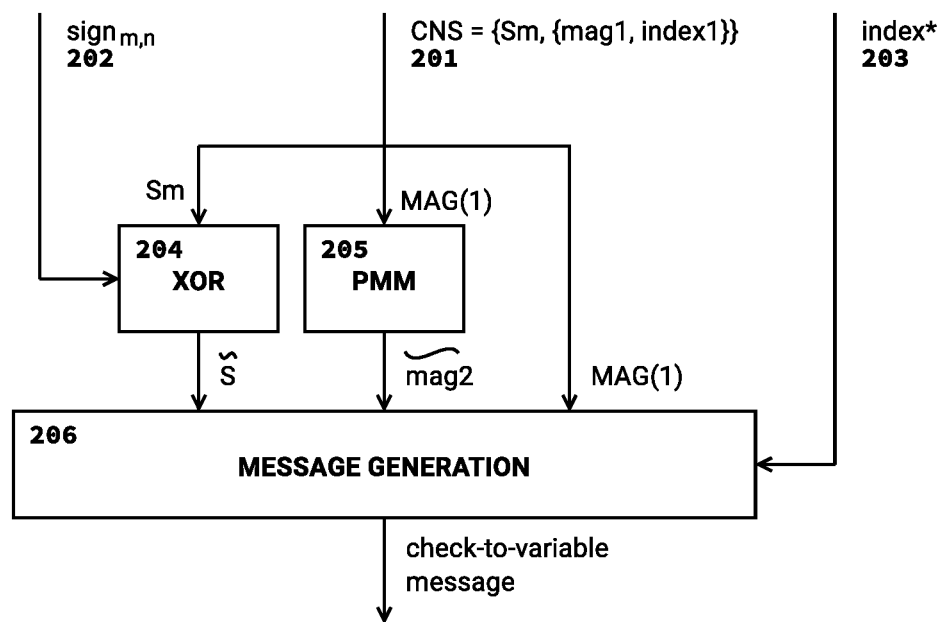 sign m,n
202
CNS = {Sm, {mag1, index1}}
201
index*
203
Sm
MAG(1)
204
XOR
205
PMM
S
mag2
MAG(1)
206
MESSAGE GENERATION
check-to-variable
message